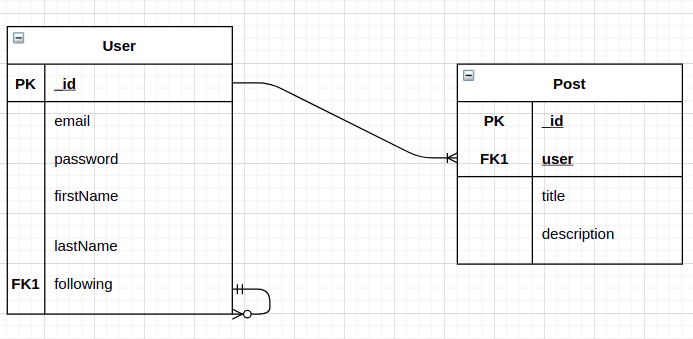 User
PK _id
email
password
firstName
lastName
FK1 following
Post
PK _id
FK1 user
title
description